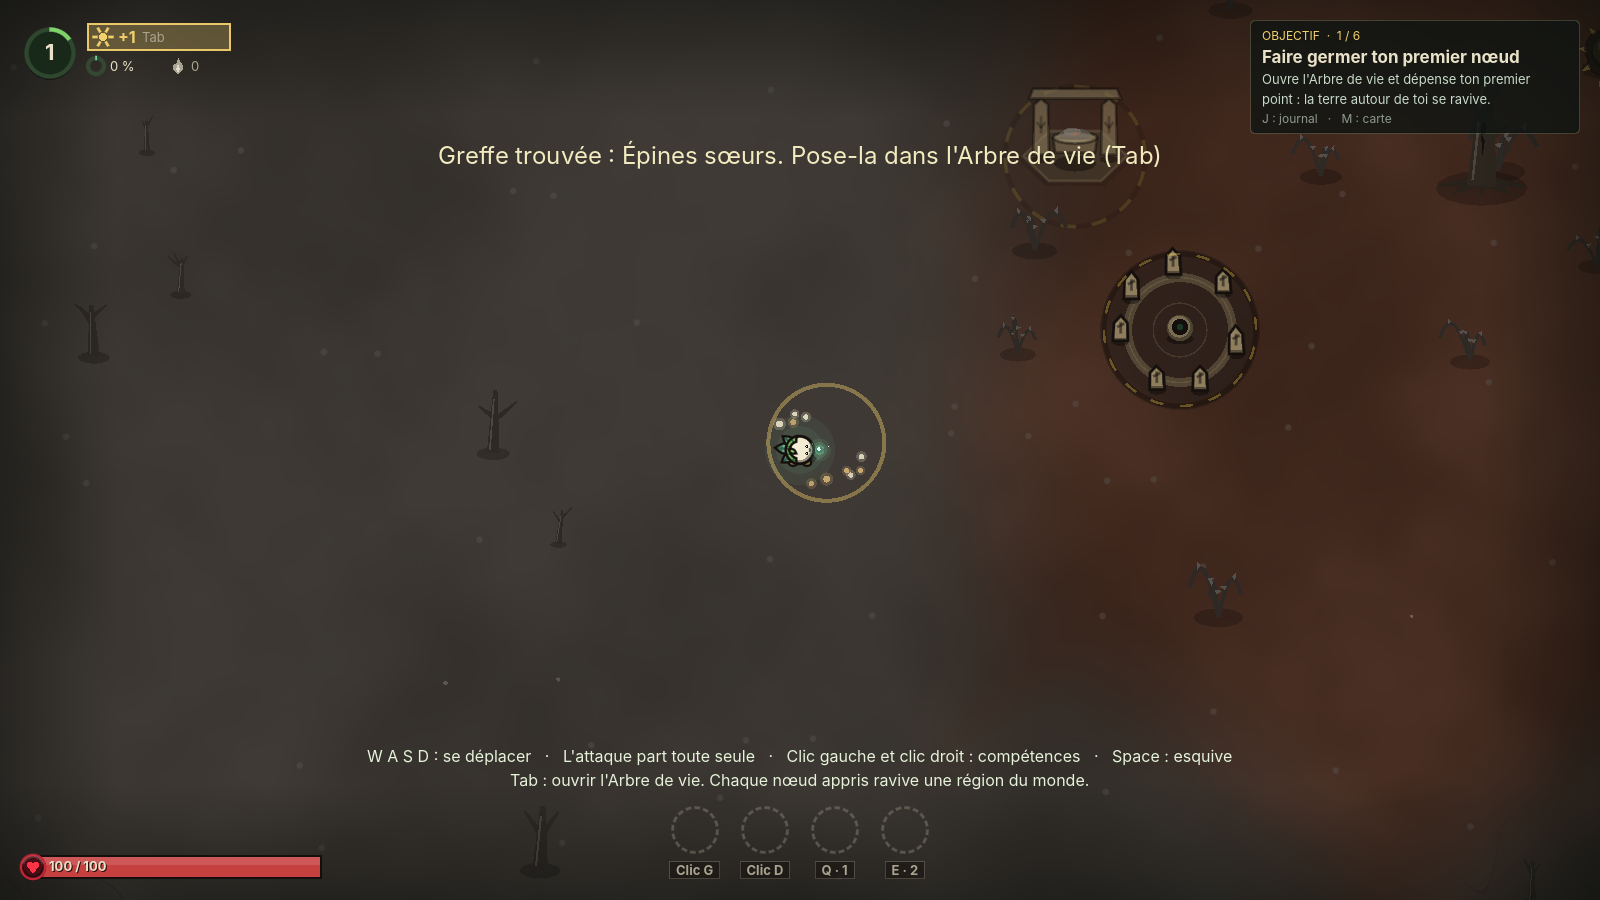 1
+1 Tab
0 % 0
OBJECTIF · 1 / 6
Faire germer ton premier nœud
Ouvre l'Arbre de vie et dépense ton premier
point : la terre autour de toi se ravive.
J : journal · M : carte
Greffe trouvée : Épines sœurs. Pose-la dans l'Arbre de vie (Tab)
W A S D : se déplacer · L'attaque part toute seule · Clic gauche et clic droit : compétences · Space : esquive
Tab : ouvrir l'Arbre de vie. Chaque nœud appris ravive une région du monde.
100 / 100
Clic G Clic D Q · 1 E · 2